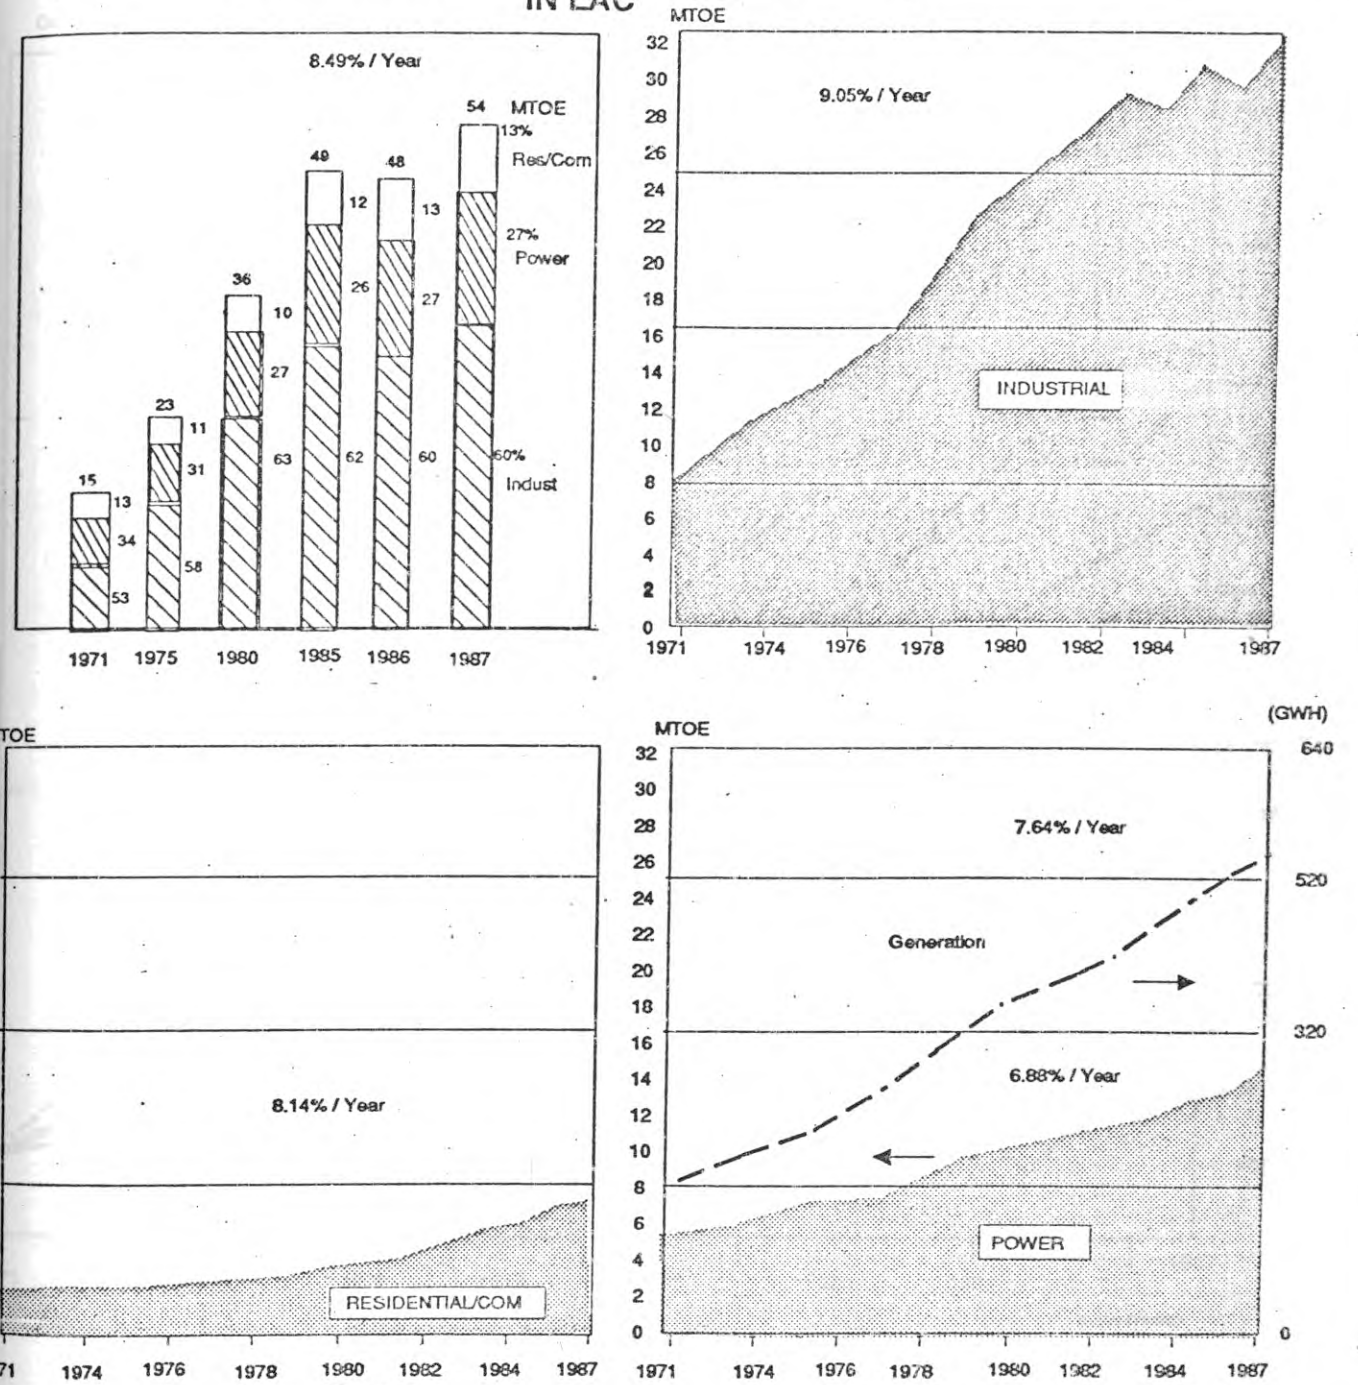 IN LAC
8.49% / Year
54 MTOE
13%
Res/Com
49
48
12
13
27%
Power
36
10
26
27
27
23
11
31
63
62
60
60%
Indust
15
13
34
58
53
1971 1975 1980 1985 1986 1987
MTOE
32
30
28
26
24
22
20
18
16
14
12
10
8
6
4
2
0
9.05% / Year
INDUSTRIAL
1971 1974 1976 1978 1980 1982 1984 1987
TOE
8.14% / Year
RESIDENTIAL/COM
71 1974 1976 1978 1980 1982 1984 1987
MTOE
(GWH)
32
30
28
26
24
22
20
18
16
14
12
10
8
6
4
2
0
640
520
320
0
7.64% / Year
Generation
6.88% / Year
POWER
1971 1974 1976 1978 1980 1982 1984 1987